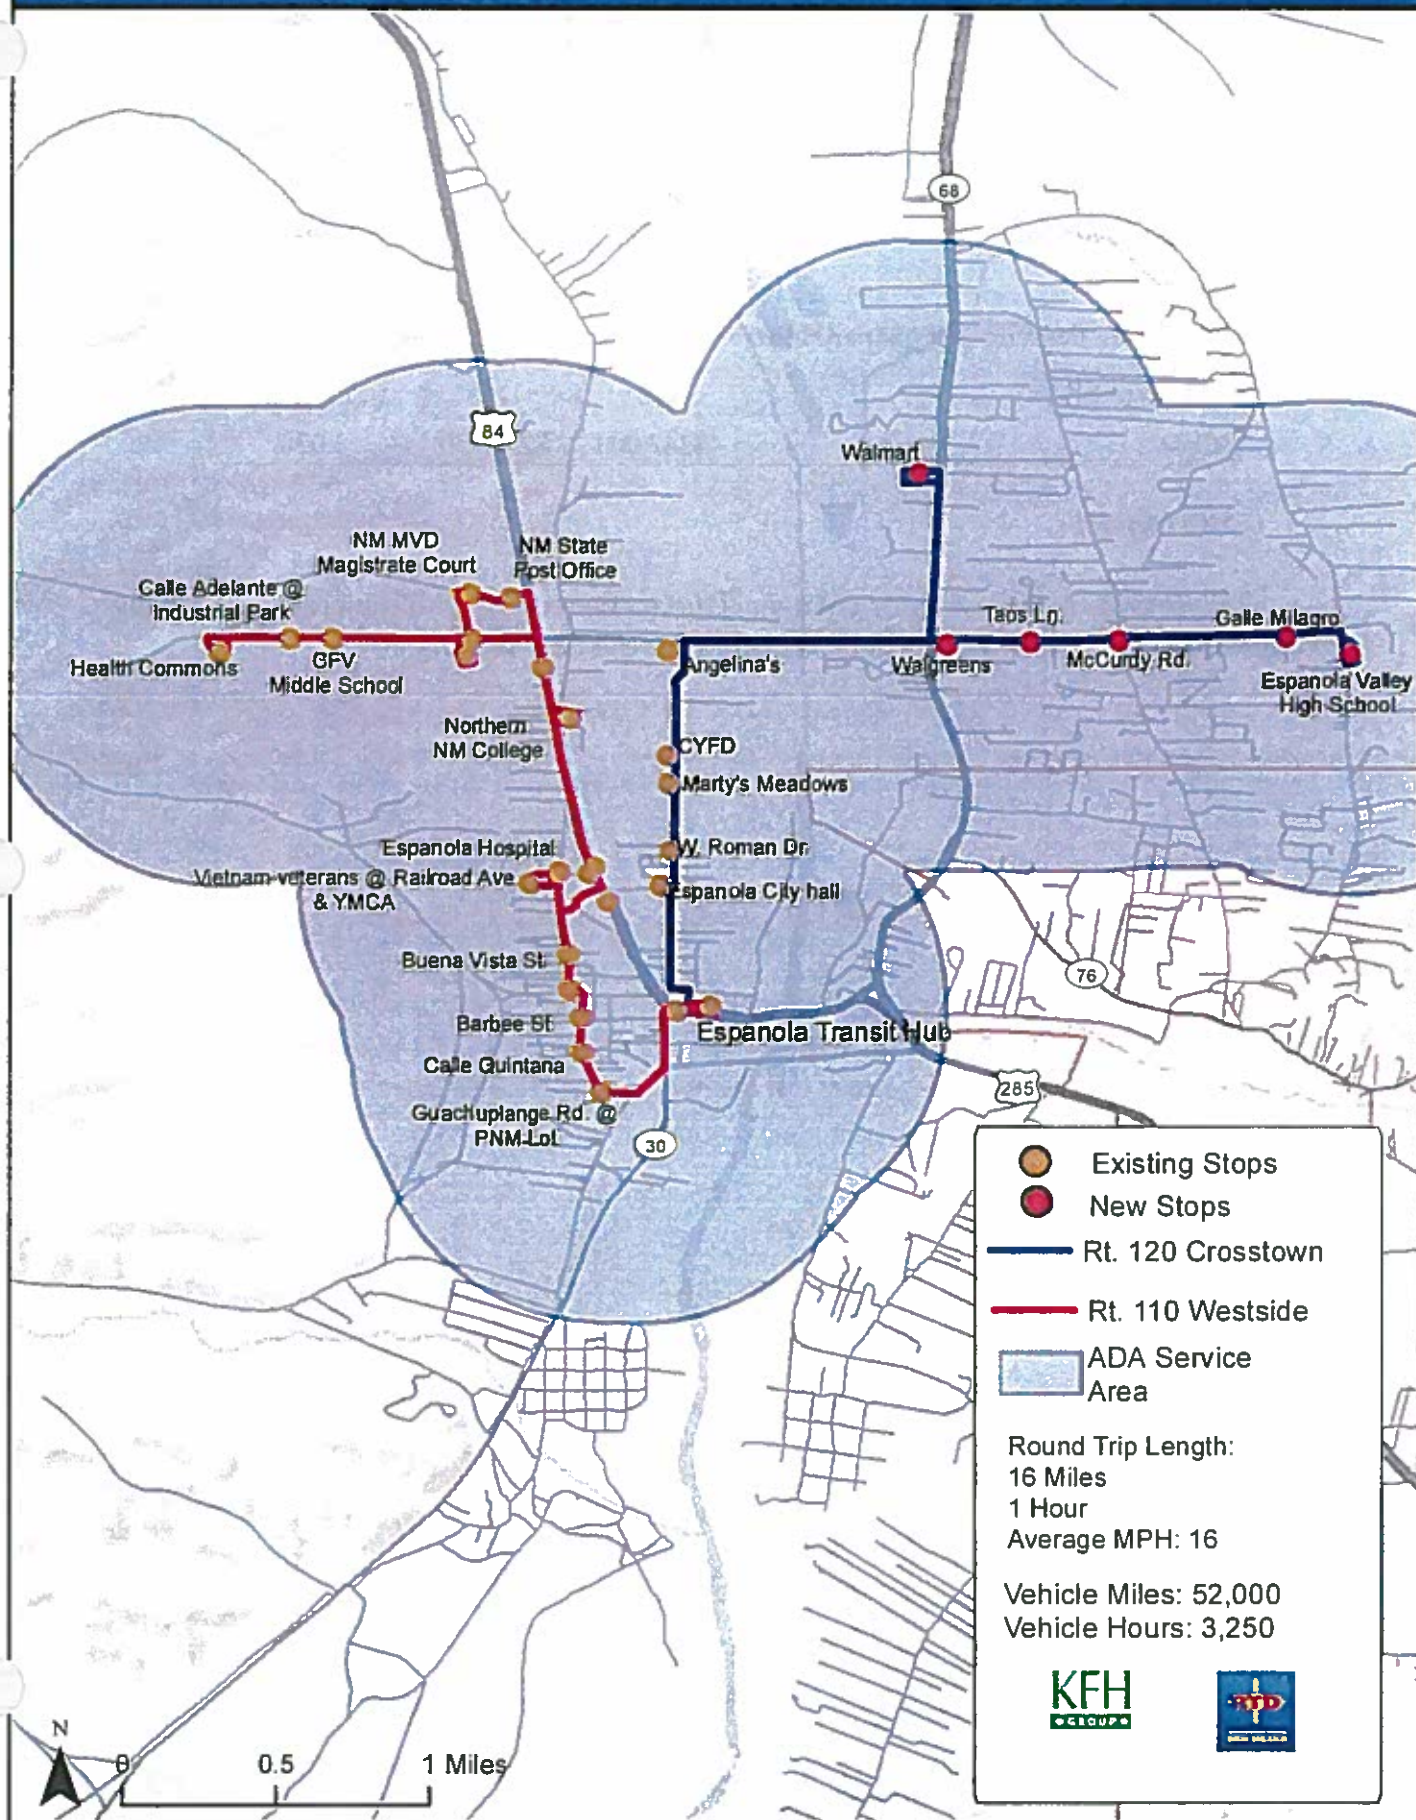 68
84
Walmart
NM MVD
Magistrate Court
NM State
Post Office
Calle Adelante @
Industrial Park
Health Commons
CFV
Middle School
Angelina's
Walgreens
Taos Ln.
McCurdy Rd.
Calle Milagro
Espanola Valley
High School
Northern
NM College
CYFD
Marty's Meadows
Espanola Hospital
W. Roman Dr.
Vietnam veterans @ Railroad Ave
& YMCA
Espanola City hall
Buena Vista St.
76
Barbee St.
Espanola Transit Hub
Calle Quintana
285
Guachuplange Rd. @
PNM Lot
30
Existing Stops
New Stops
Rt. 120 Crosstown
Rt. 110 Westside
ADA Service
Area
Round Trip Length:
16 Miles
1 Hour
Average MPH: 16
Vehicle Miles: 52,000
Vehicle Hours: 3,250
KFH
GROUP
RTD
N
0 0.5 1 Miles